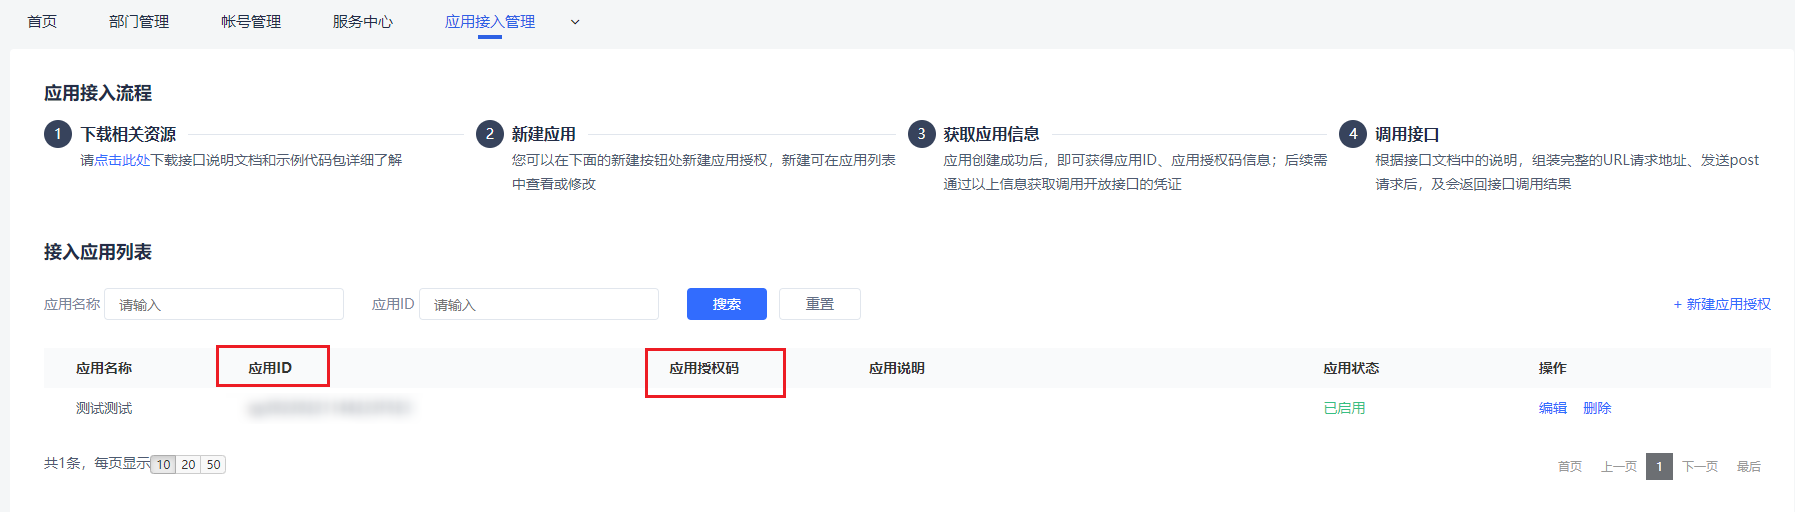 首页 部门管理 帐号管理 服务中心 应用接入管理
应用接入流程
1 下载相关资源
请点击此处下载接口说明文档和示例代码包详细了解
2 新建应用
您可以在下面的新建按钮处新建应用授权，新建可在应用列表
中查看或修改
3 获取应用信息
应用创建成功后，即可获得应用ID、应用授权码信息；后续需
通过以上信息获取调用开放接口的凭证
4 调用接口
根据接口文档中的说明，组装完整的URL请求地址、发送post
请求后，及会返回接口调用结果
接入应用列表
应用名称 请输入 应用ID 请输入 搜索 重置 + 新建应用授权
应用名称 应用ID 应用授权码 应用说明 应用状态 操作
测试测试 已启用 编辑 删除
共1条，每页显示 10 20 50 首页 上一页 1 下一页 最后